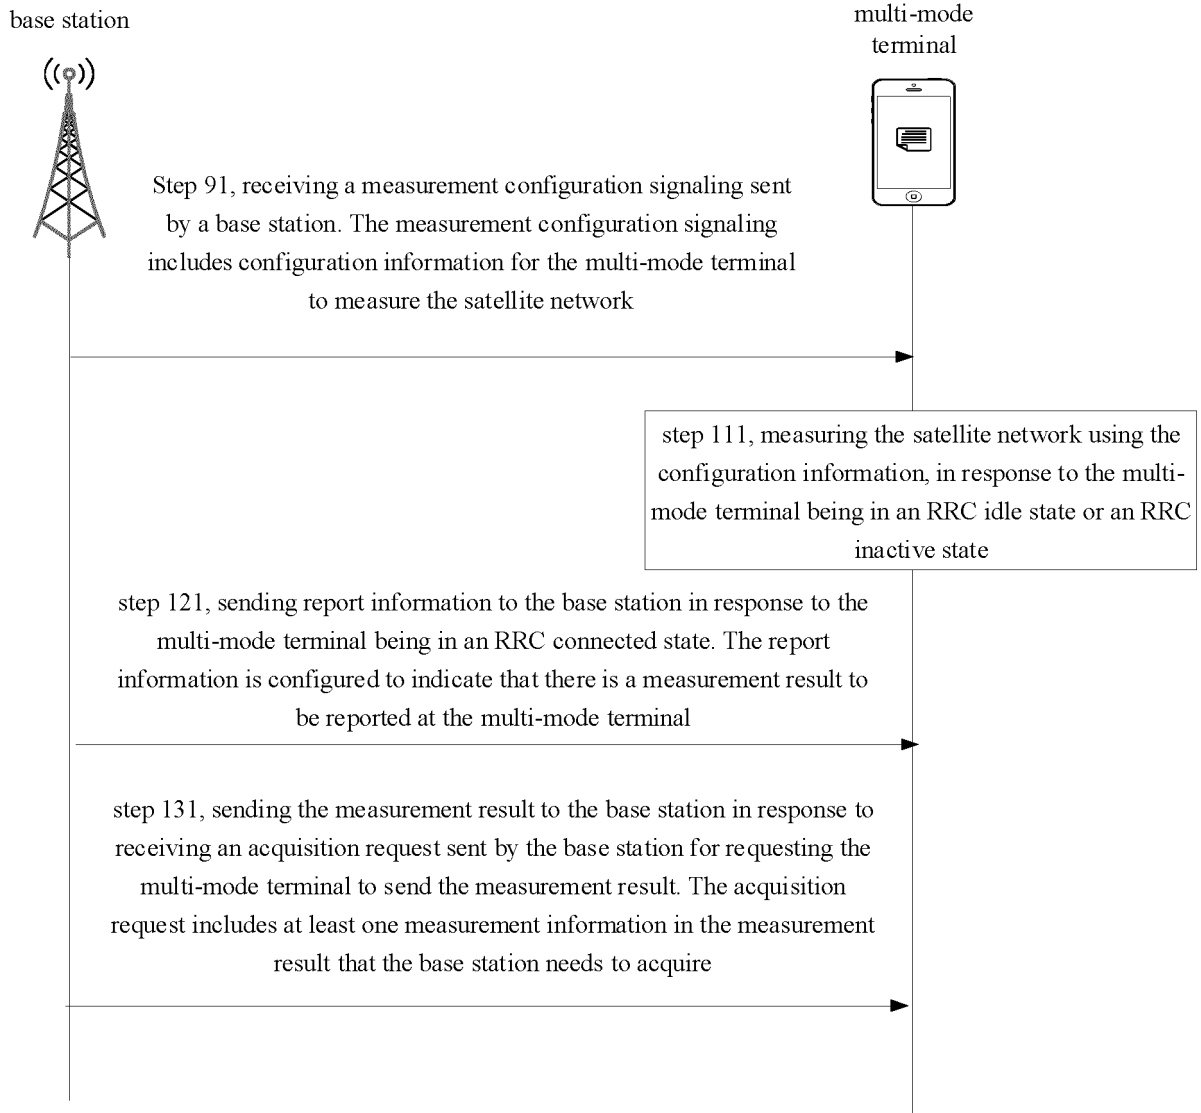 base station
multi-mode
terminal
Step 91, receiving a measurement configuration signaling sent
by a base station. The measurement configuration signaling
includes configuration information for the multi-mode terminal
to measure the satellite network
step 111, measuring the satellite network using the
configuration information, in response to the multi-
mode terminal being in an RRC idle state or an RRC
inactive state
step 121, sending report information to the base station in response to the
multi-mode terminal being in an RRC connected state. The report
information is configured to indicate that there is a measurement result to
be reported at the multi-mode terminal
step 131, sending the measurement result to the base station in response to
receiving an acquisition request sent by the base station for requesting the
multi-mode terminal to send the measurement result. The acquisition
request includes at least one measurement information in the measurement
result that the base station needs to acquire